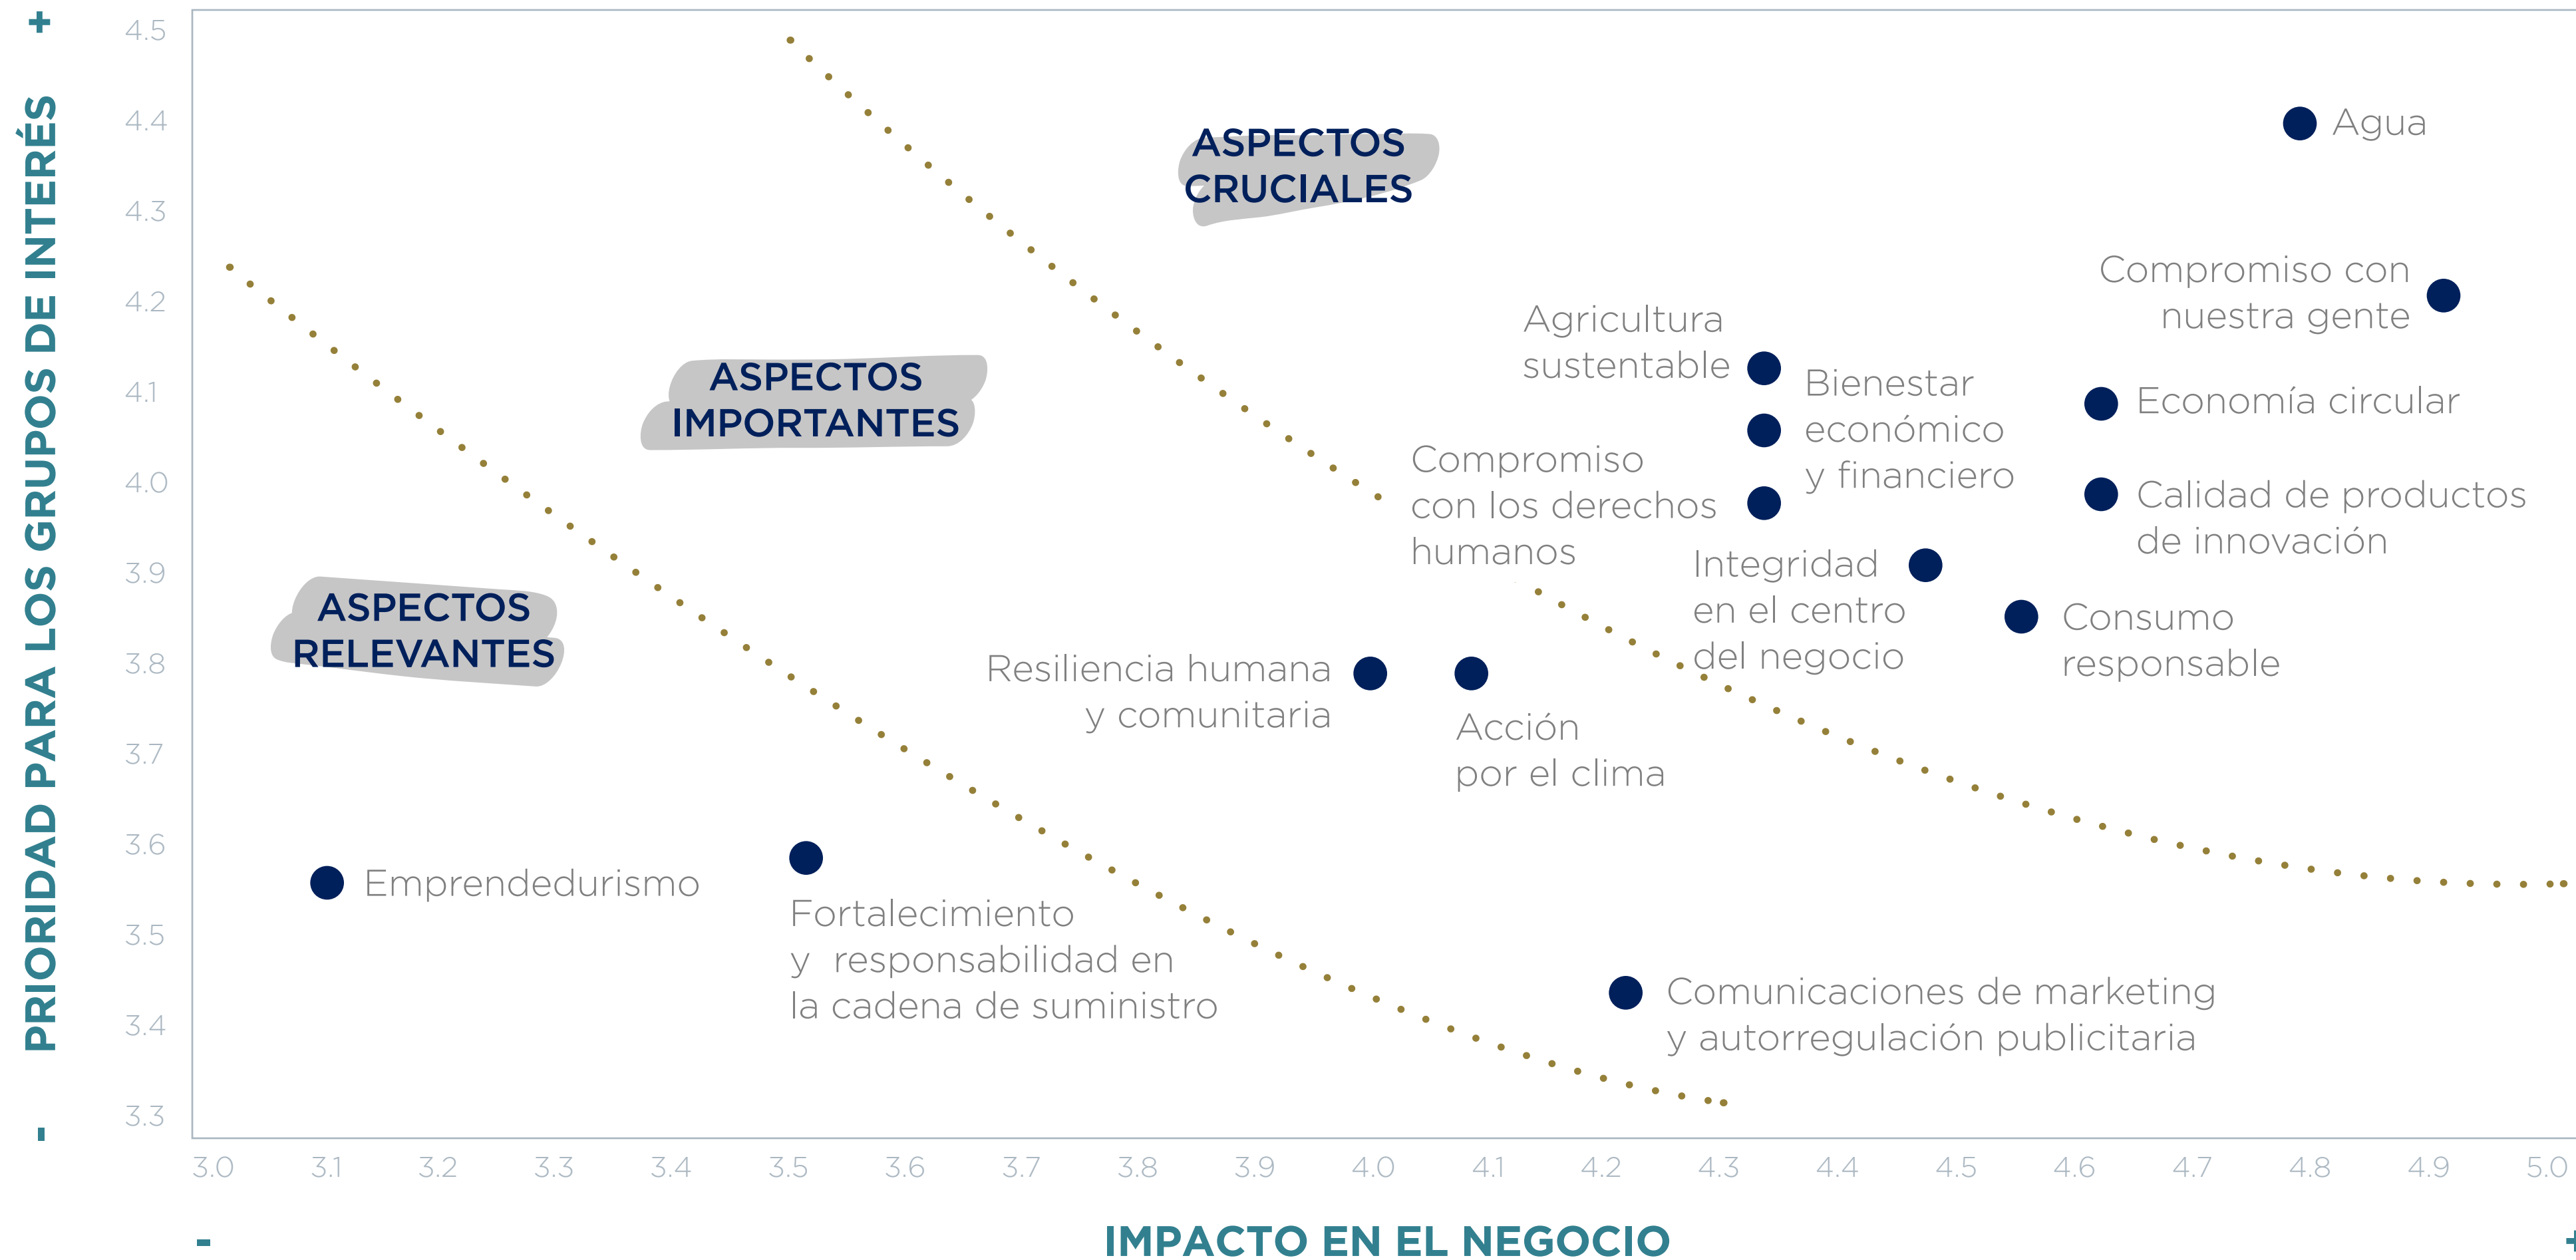 +
PRIORIDAD PARA LOS GRUPOS DE INTERÉS
-
4.5
4.4
4.3
4.2
4.1
4.0
3.9
3.8
3.7
3.6
3.5
3.4
3.3
ASPECTOS
CRUCIALES
ASPECTOS
IMPORTANTES
ASPECTOS
RELEVANTES
Agua
Compromiso con
nuestra gente
Agricultura
sustentable
Bienestar
económico
y financiero
Economía circular
Compromiso
con los derechos
humanos
Calidad de productos
de innovación
Integridad
en el centro
del negocio
Consumo
responsable
Resiliencia humana
y comunitaria
Acción
por el clima
Emprendedurismo
Fortalecimiento
y  responsabilidad en
la cadena de suministro
Comunicaciones de marketing
y autorregulación publicitaria
3.0 3.1 3.2 3.3 3.4 3.5 3.6 3.7 3.8 3.9 4.0 4.1 4.2 4.3 4.4 4.5 4.6 4.7 4.8 4.9 5.0
- IMPACTO EN EL NEGOCIO +